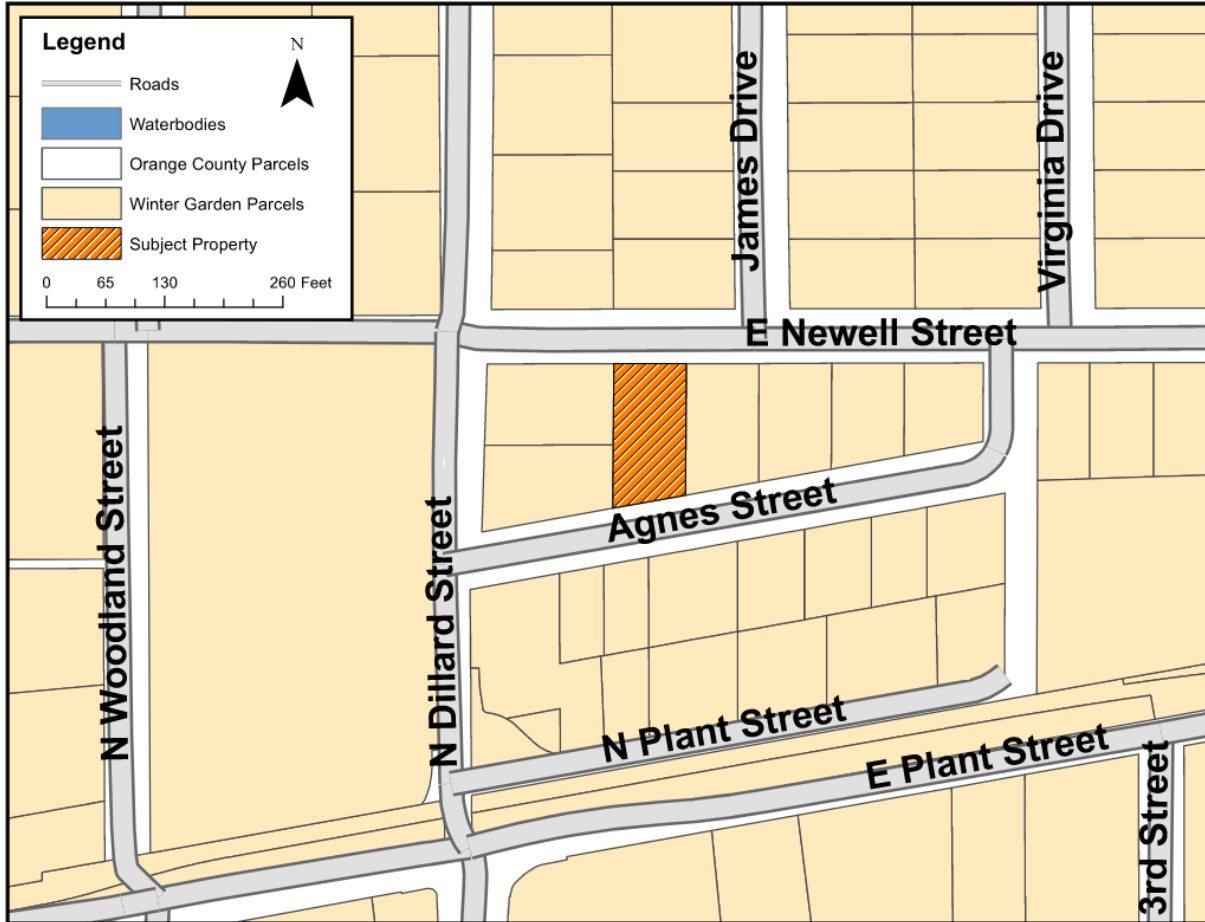 Legend
N
Roads
Waterbodies
Orange County Parcels
Winter Garden Parcels
Subject Property
0 65 130 260 Feet
James Drive
Virginia Drive
E Newell Street
N Woodland Street
N Dillard Street
Agnes Street
N Plant Street
E Plant Street
3rd Street